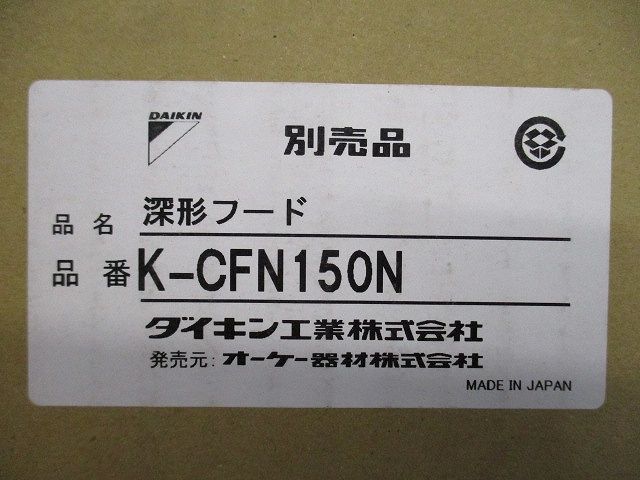 DAIKIN
別売品
品名 深形フード
品番 K-CFN150N
ダイキン工業株式会社
発売元:オーケー器材株式会社
MADE IN JAPAN